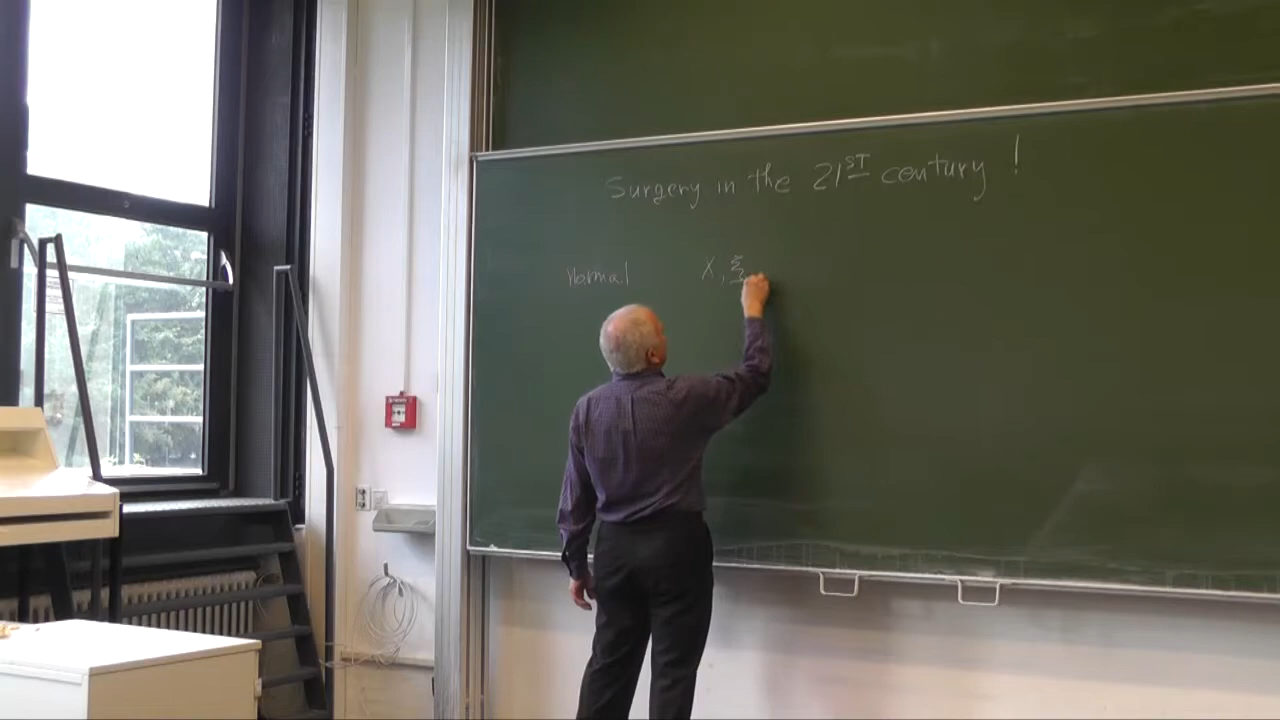 Surgery in the 21ST century !
Normal X, ξ